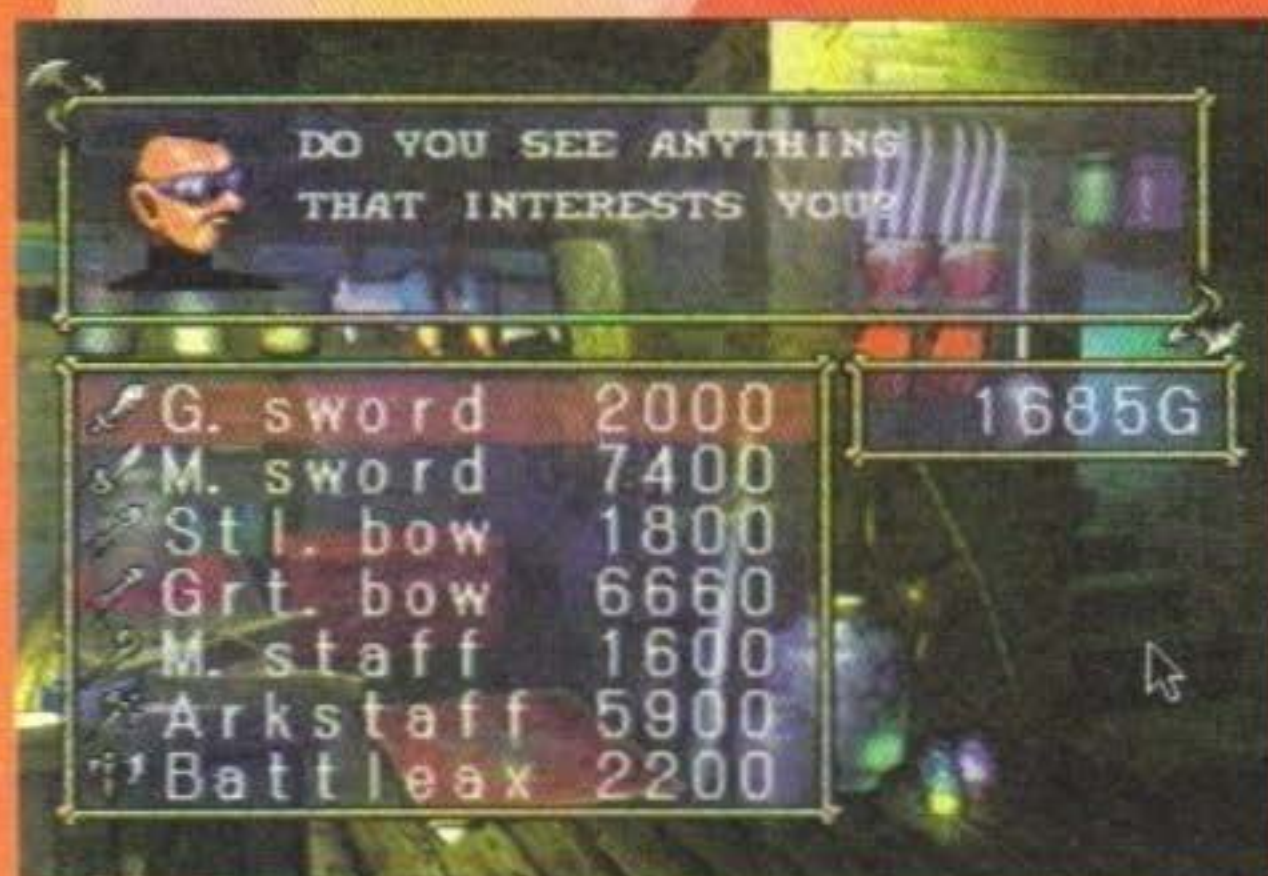 DO YOU SEE ANYTHING
THAT INTERESTS YOU?
G. sword 2000
1685G
M. sword 7400
Stl. bow 1800
Grt. bow 6660
M. staff 1600
Arkstaff 5900
Battleax 2200